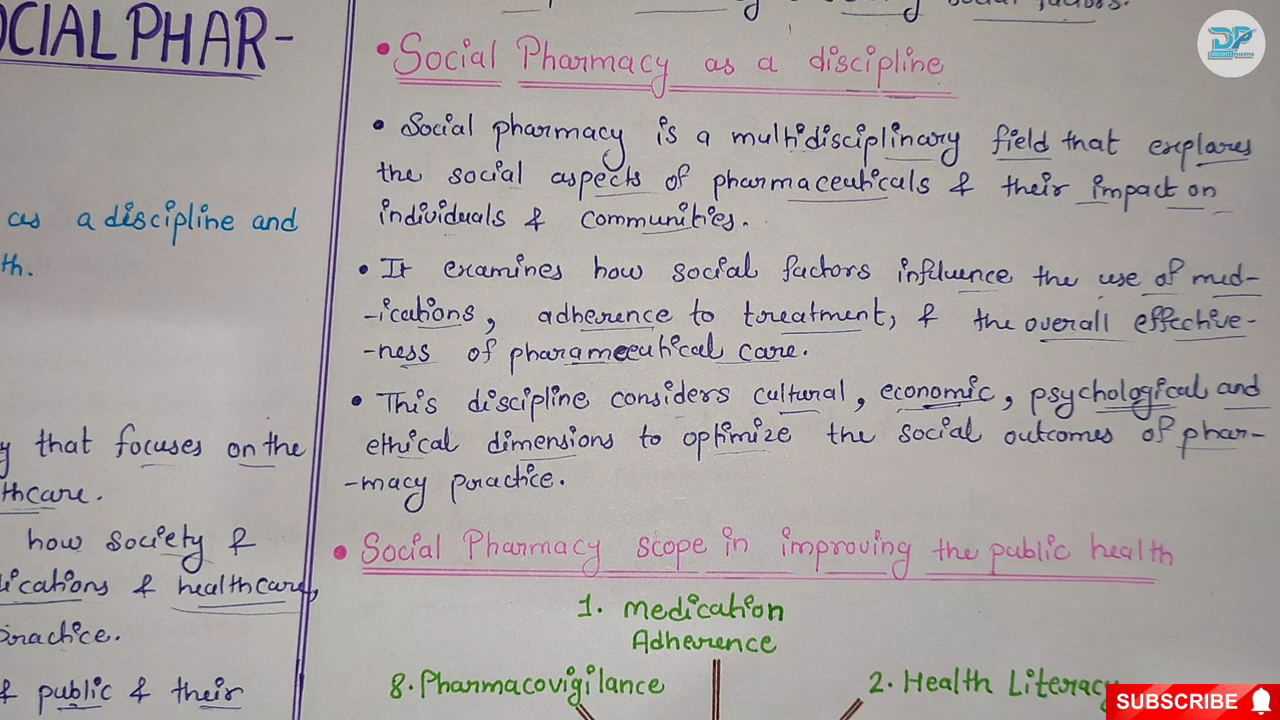 OCIAL PHAR-
as a discipline and
th.
y that focuses on the
thcare.
how society &
ications & healthcare,
practice.
& public & their
social factors.
• Social Pharmacy as a discipline
• Social pharmacy is a multidisciplinary field that explores
the social aspects of pharmaceuticals & their impact on
individuals & communities.
• It examines how social factors influence the use of med-
-ications, adherence to treatment, & the overall effective-
-ness of pharameeutical care.
• This discipline considers cultural, economic, psychological and
ethical dimensions to optimize the social outcomes of phar-
-macy practice.
• Social Pharmacy scope in improving the public health
1. Medication
Adherence
8. Pharmacovigilance
2. Health Literacy
DP
SUBSCRIBE